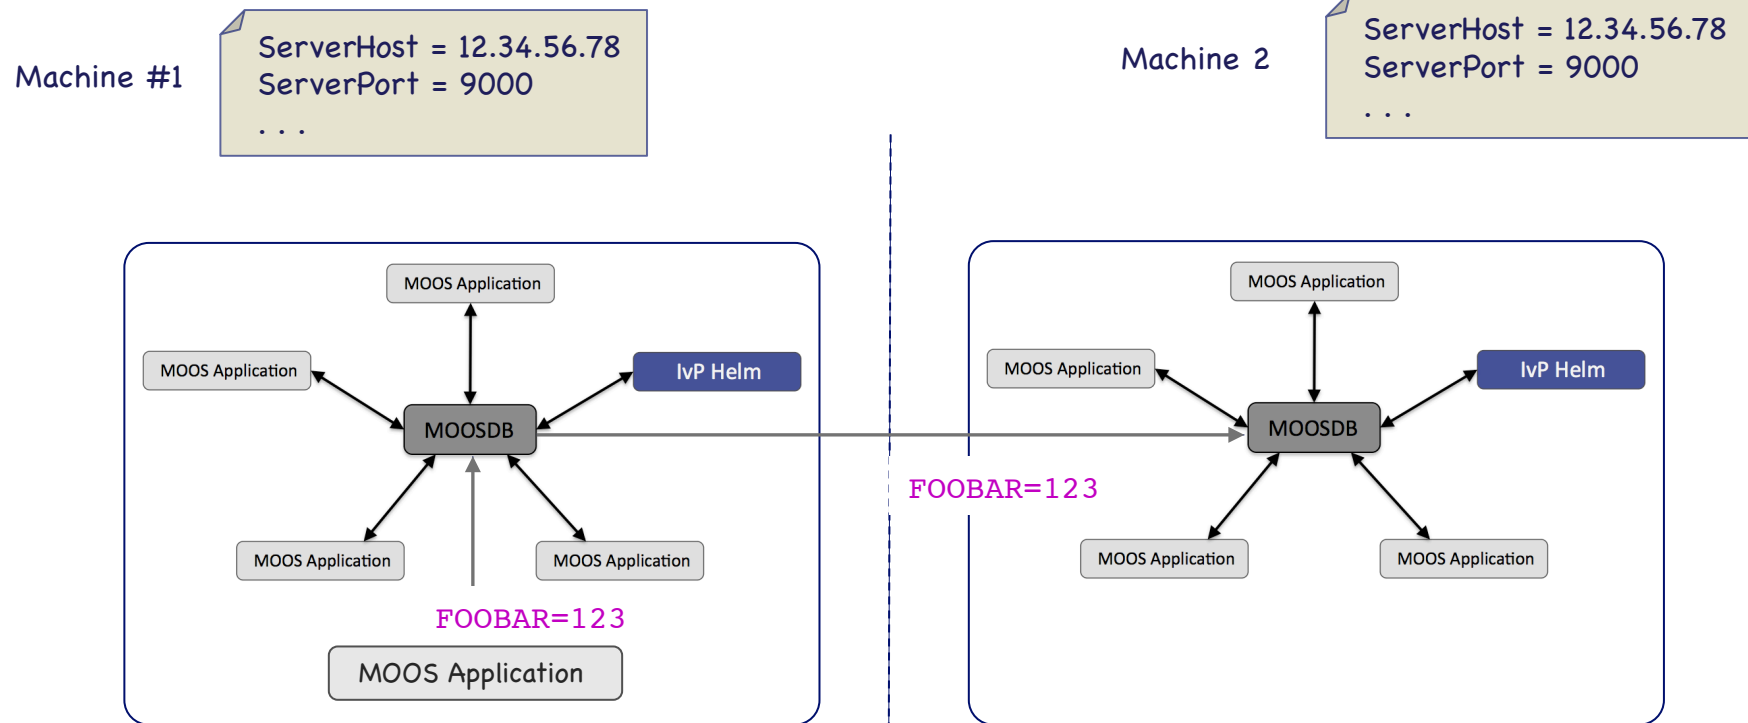 Machine #1
ServerHost = 12.34.56.78
ServerPort = 9000
. . .
Machine 2
ServerHost = 12.34.56.78
ServerPort = 9000
. . .
MOOS Application
MOOS Application
IvP Helm
MOOSDB
MOOS Application
MOOS Application
FOOBAR=123
MOOS Application
FOOBAR=123
MOOS Application
MOOS Application
IvP Helm
MOOSDB
MOOS Application
MOOS Application